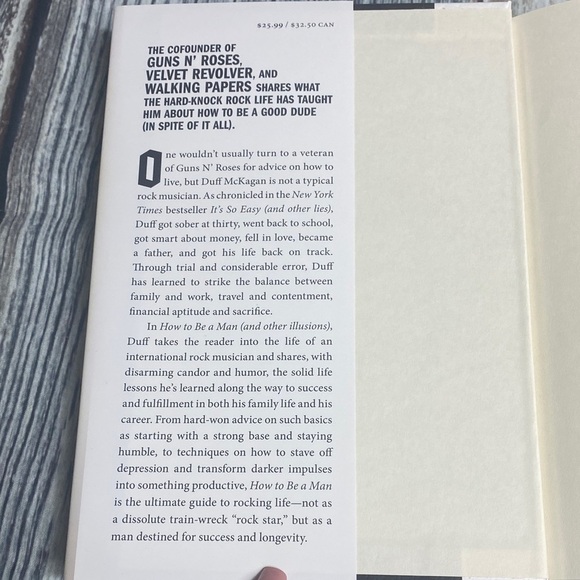 $25.99 / $32.50 CAN
THE COFOUNDER OF
GUNS N' ROSES,
VELVET REVOLVER, AND
WALKING PAPERS SHARES WHAT
THE HARD-KNOCK ROCK LIFE HAS TAUGHT
HIM ABOUT HOW TO BE A GOOD DUDE
(IN SPITE OF IT ALL).
One wouldn't usually turn to a veteran
of Guns N' Roses for advice on how to
live, but Duff McKagan is not a typical
rock musician. As chronicled in the New York
Times bestseller It's So Easy (and other lies),
Duff got sober at thirty, went back to school,
got smart about money, fell in love, became
a father, and got his life back on track.
Through trial and considerable error, Duff
has learned to strike the balance between
family and work, travel and contentment,
financial aptitude and sacrifice.
In How to Be a Man (and other illusions),
Duff takes the reader into the life of an
international rock musician and shares, with
disarming candor and humor, the solid life
lessons he's learned along the way to success
and fulfillment in both his family life and his
career. From hard-won advice on such basics
as starting with a strong base and staying
humble, to techniques on how to stave off
depression and transform darker impulses
into something productive, How to Be a Man
is the ultimate guide to rocking life—not as
a dissolute train-wreck "rock star," but as a
man destined for success and longevity.